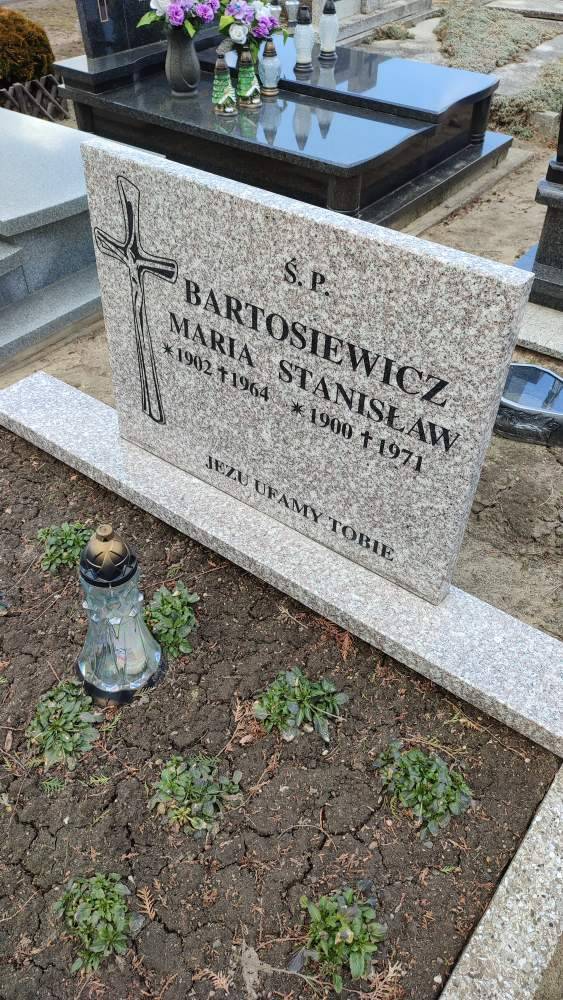 Ś. P.
BARTOSIEWICZ
MARIA STANISŁAW
*1902 †1964 *1900 †1971
JEZU UFAMY TOBIE